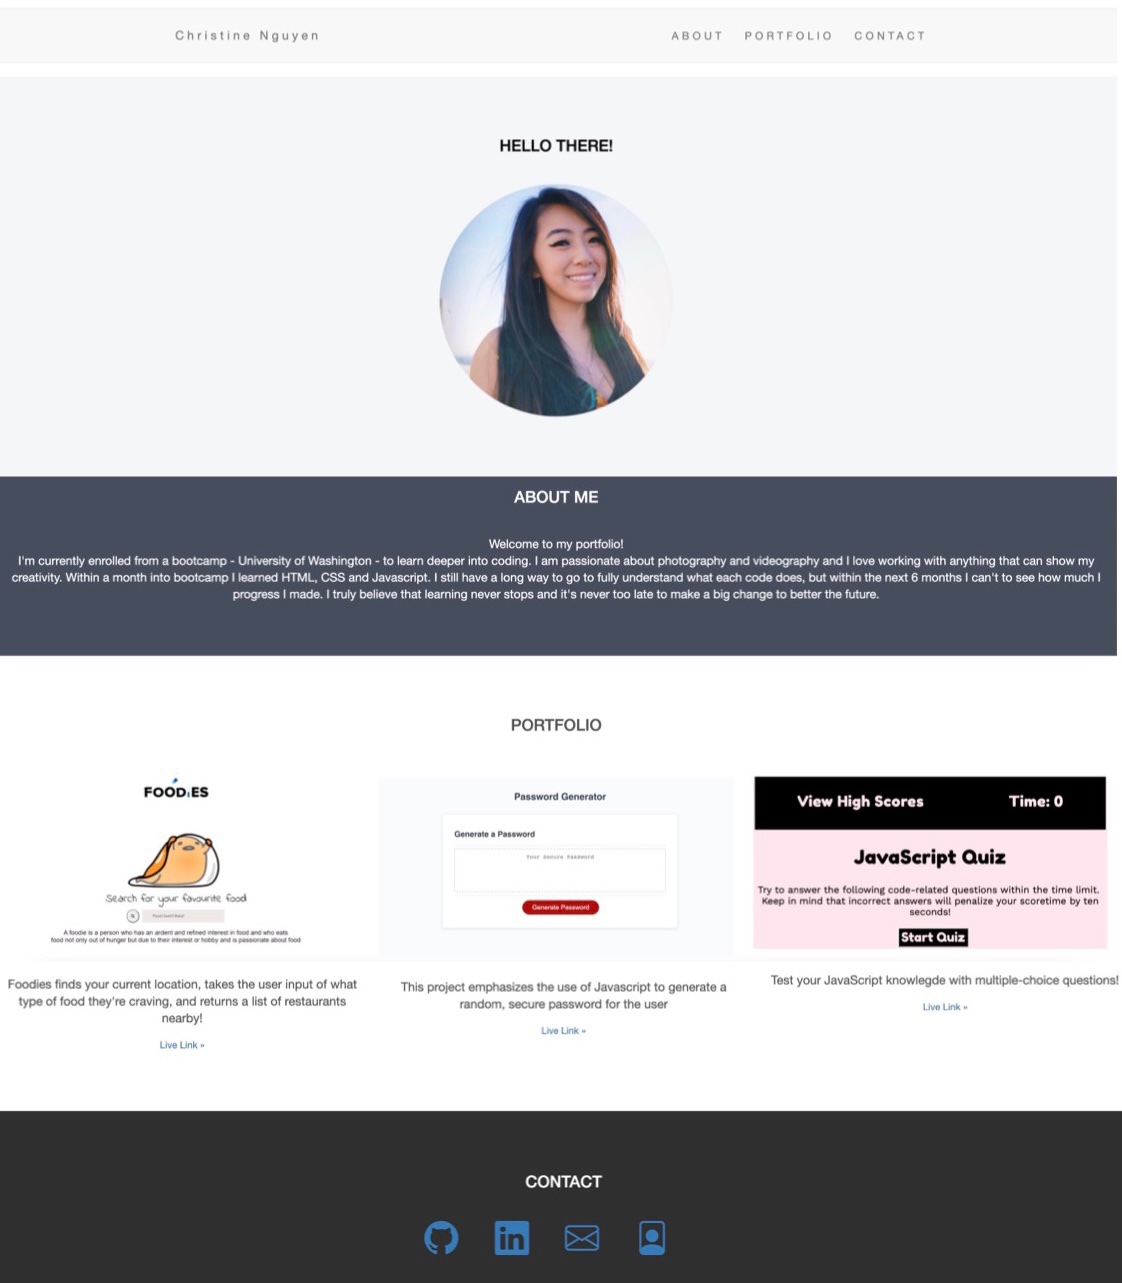 Christine Nguyen
ABOUT PORTFOLIO CONTACT
HELLO THERE!
ABOUT ME
Welcome to my portfolio!
I'm currently enrolled from a bootcamp - University of Washington - to learn deeper into coding. I am passionate about photography and videography and I love working with anything that can show my
creativity. Within a month into bootcamp I learned HTML, CSS and Javascript. I still have a long way to go to fully understand what each code does, but within the next 6 months I can't to see how much I
progress I made. I truly believe that learning never stops and it's never too late to make a big change to better the future.
PORTFOLIO
FOODiES
Search for your favourite food
A foodie is a person who has an ardent and refined interest in food and who eats
food not only out of hunger but due to their interest or hobby and is passionate about food
Foodies finds your current location, takes the user input of what
type of food they're craving, and returns a list of restaurants
nearby!
Live Link »
Password Generator
Generate a Password
Your Secure Password
Generate Password
This project emphasizes the use of Javascript to generate a
random, secure password for the user
Live Link »
View High Scores Time: 0
JavaScript Quiz
Try to answer the following code-related questions within the time limit.
Keep in mind that incorrect answers will penalize your scoretime by ten
seconds!
Start Quiz
Test your JavaScript knowlegde with multiple-choice questions!
Live Link »
CONTACT
in